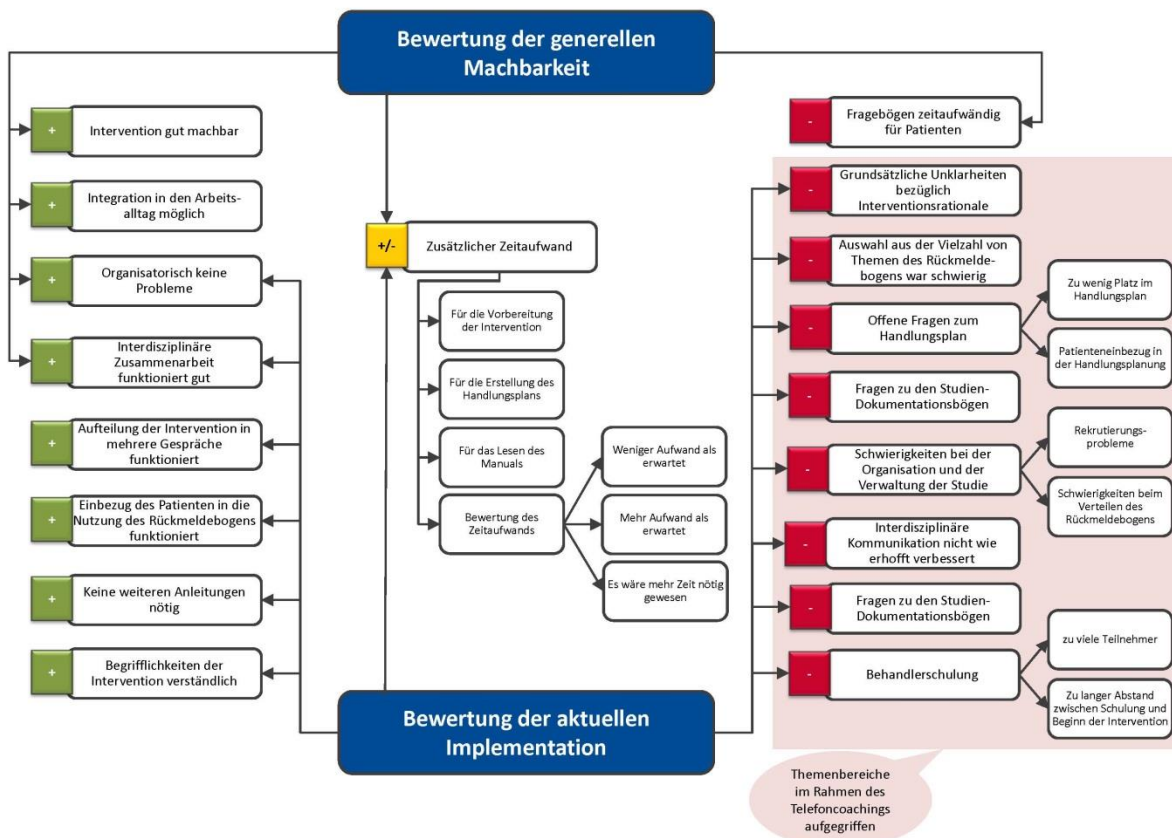 Bewertung der generellen
Machbarkeit
+
Intervention gut machbar
+
Integration in den Arbeits-
alltag möglich
+
Organisatorisch keine
Probleme
+
Interdisziplinäre
Zusammenarbeit
funktioniert gut
+
Aufteilung der Intervention in
mehrere Gespräche
funktioniert
+
Einbezug des Patienten in die
Nutzung des Rückmeldebogens
funktioniert
+
Keine weiteren Anleitungen
nötig
+
Begrifflichkeiten der
Intervention verständlich
+/-
Zusätzlicher Zeitaufwand
Für die Vorbereitung
der Intervention
Für die Erstellung des
Handlungsplans
Für das Lesen des
Manuals
Bewertung des
Zeitaufwands
Weniger Aufwand als
erwartet
Mehr Aufwand als
erwartet
Es wäre mehr Zeit nötig
gewesen
-
Fragebögen zeitaufwändig
für Patienten
-
Grundsätzliche Unklarheiten
bezüglich
Interventionsrationale
-
Auswahl aus der Vielzahl von
Themen des Rückmelde-
bogens war schwierig
-
Offene Fragen zum
Handlungsplan
Zu wenig Platz im
Handlungsplan
Patienteneinbezug in
der Handlungsplanung
-
Fragen zu den Studien-
Dokumentationsbögen
-
Schwierigkeiten bei der
Organisation und der
Verwaltung der Studie
Rekrutierungs-
probleme
Schwierigkeiten beim
Verteilen des
Rückmeldebogens
-
Interdisziplinäre
Kommunikation nicht wie
erhofft verbessert
-
Fragen zu den Studien-
Dokumentationsbögen
-
Behandlerschulung
zu viele Teilnehmer
Zu langer Abstand
zwischen Schulung und
Beginn der Intervention
Bewertung der aktuellen
Implementation
Themenbereiche
im Rahmen des
Telefoncoachings
aufgegriffen